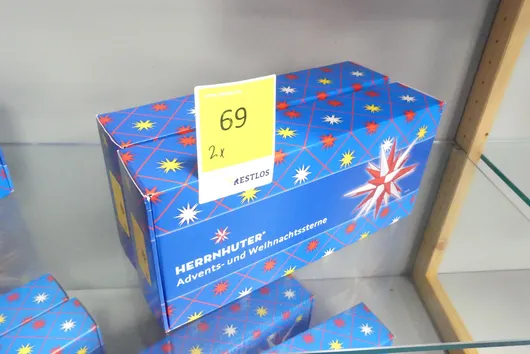 69
2x
RESTLOS
HERRNHUTER®
Advents- und Weihnachtssterne